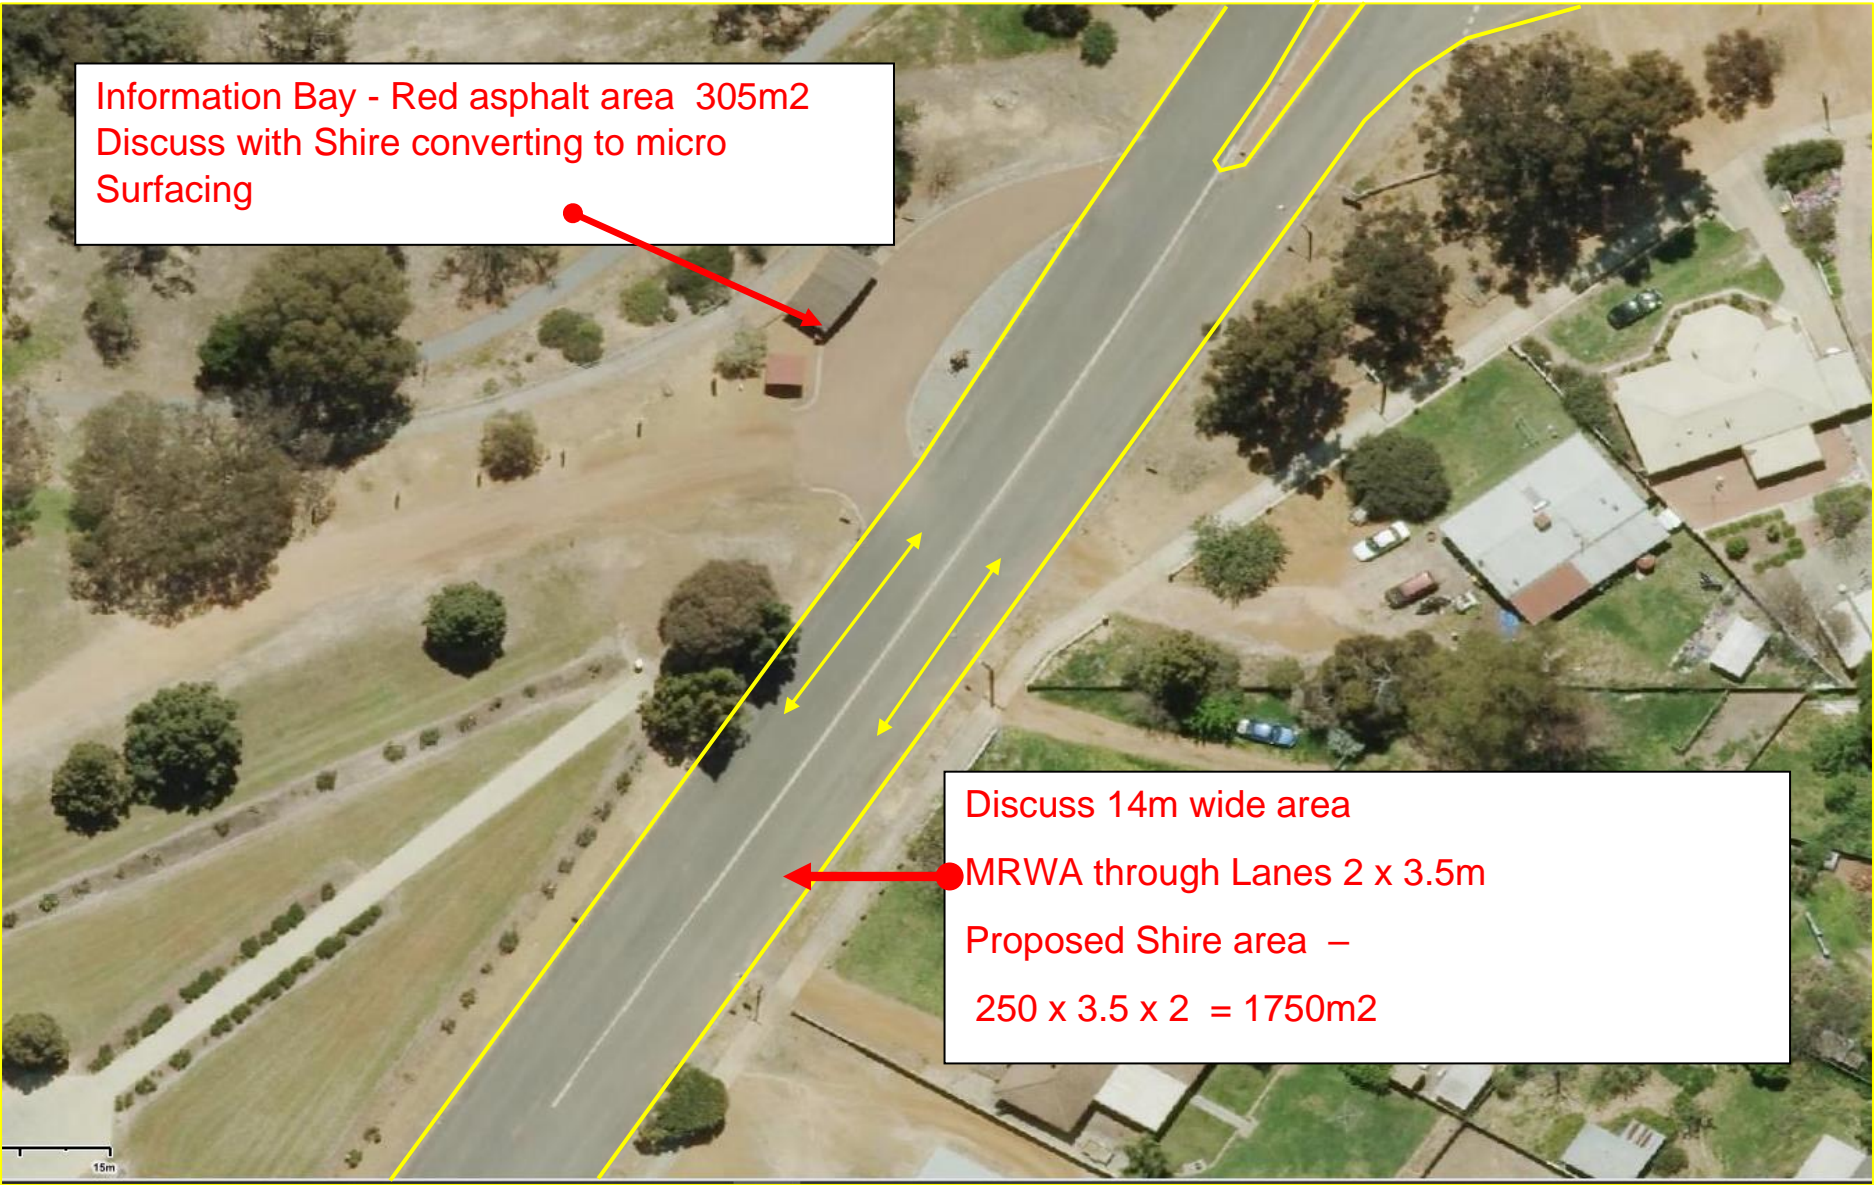 Information Bay - Red asphalt area  305m2
Discuss with Shire converting to micro
Surfacing
Discuss 14m wide area
MRWA through Lanes 2 x 3.5m
Proposed Shire area  –
250 x 3.5 x 2  = 1750m2
15m